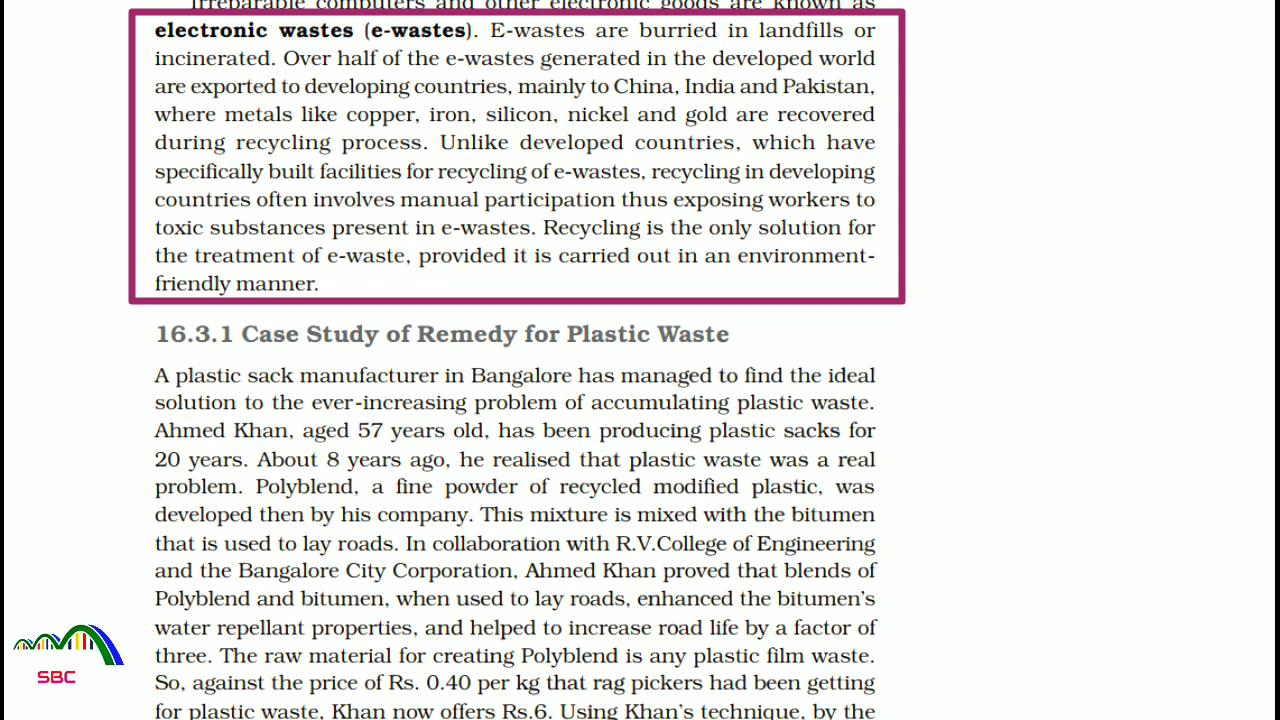 Irreparable computers and other electronic goods are known as
electronic wastes (e-wastes). E-wastes are burried in landfills or
incinerated. Over half of the e-wastes generated in the developed world
are exported to developing countries, mainly to China, India and Pakistan,
where metals like copper, iron, silicon, nickel and gold are recovered
during recycling process. Unlike developed countries, which have
specifically built facilities for recycling of e-wastes, recycling in developing
countries often involves manual participation thus exposing workers to
toxic substances present in e-wastes. Recycling is the only solution for
the treatment of e-waste, provided it is carried out in an environment-
friendly manner.
16.3.1 Case Study of Remedy for Plastic Waste
A plastic sack manufacturer in Bangalore has managed to find the ideal
solution to the ever-increasing problem of accumulating plastic waste.
Ahmed Khan, aged 57 years old, has been producing plastic sacks for
20 years. About 8 years ago, he realised that plastic waste was a real
problem. Polyblend, a fine powder of recycled modified plastic, was
developed then by his company. This mixture is mixed with the bitumen
that is used to lay roads. In collaboration with R.V.College of Engineering
and the Bangalore City Corporation, Ahmed Khan proved that blends of
Polyblend and bitumen, when used to lay roads, enhanced the bitumen's
water repellant properties, and helped to increase road life by a factor of
three. The raw material for creating Polyblend is any plastic film waste.
So, against the price of Rs. 0.40 per kg that rag pickers had been getting
for plastic waste, Khan now offers Rs.6. Using Khan's technique, by the
SBC